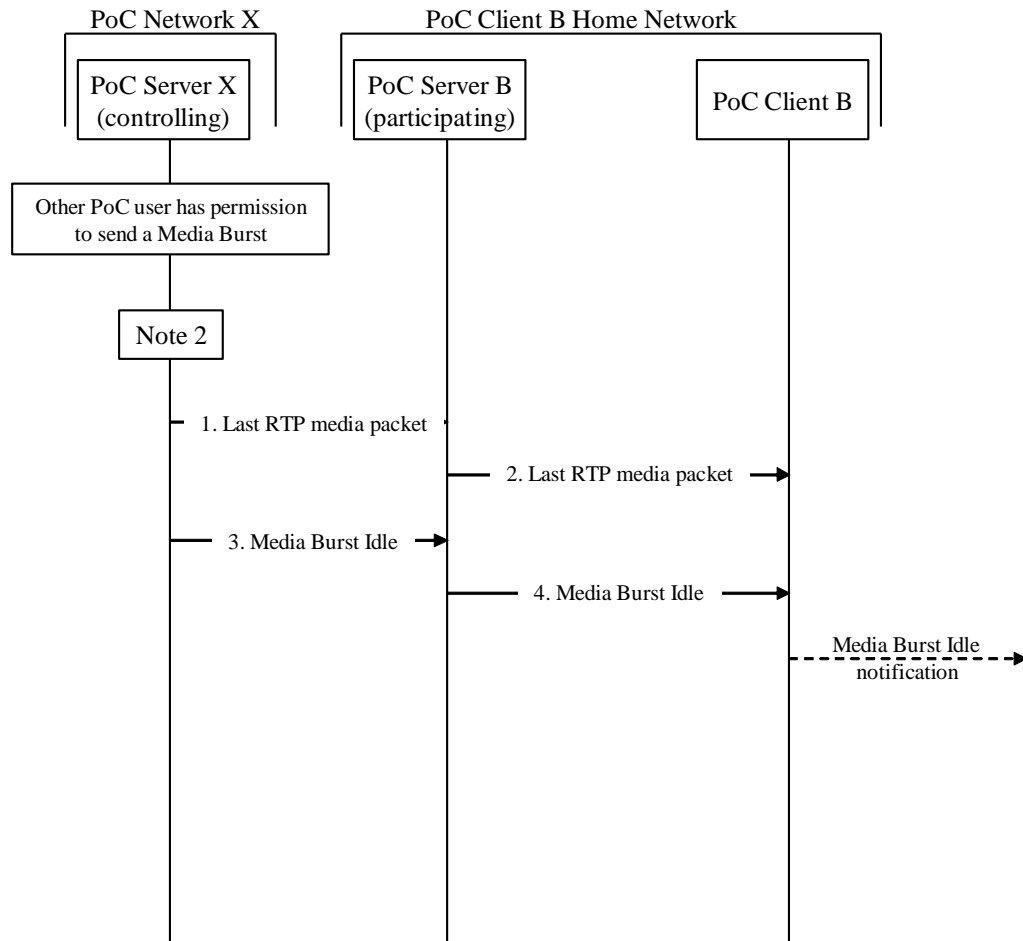 PoC Network X
PoC Client B Home Network
PoC Server X
(controlling)
PoC Server B
(participating)
PoC Client B
Other PoC user has permission
to send a Media Burst
Note 2
1. Last RTP media packet
2. Last RTP media packet
3. Media Burst Idle
4. Media Burst Idle
Media Burst Idle
notification